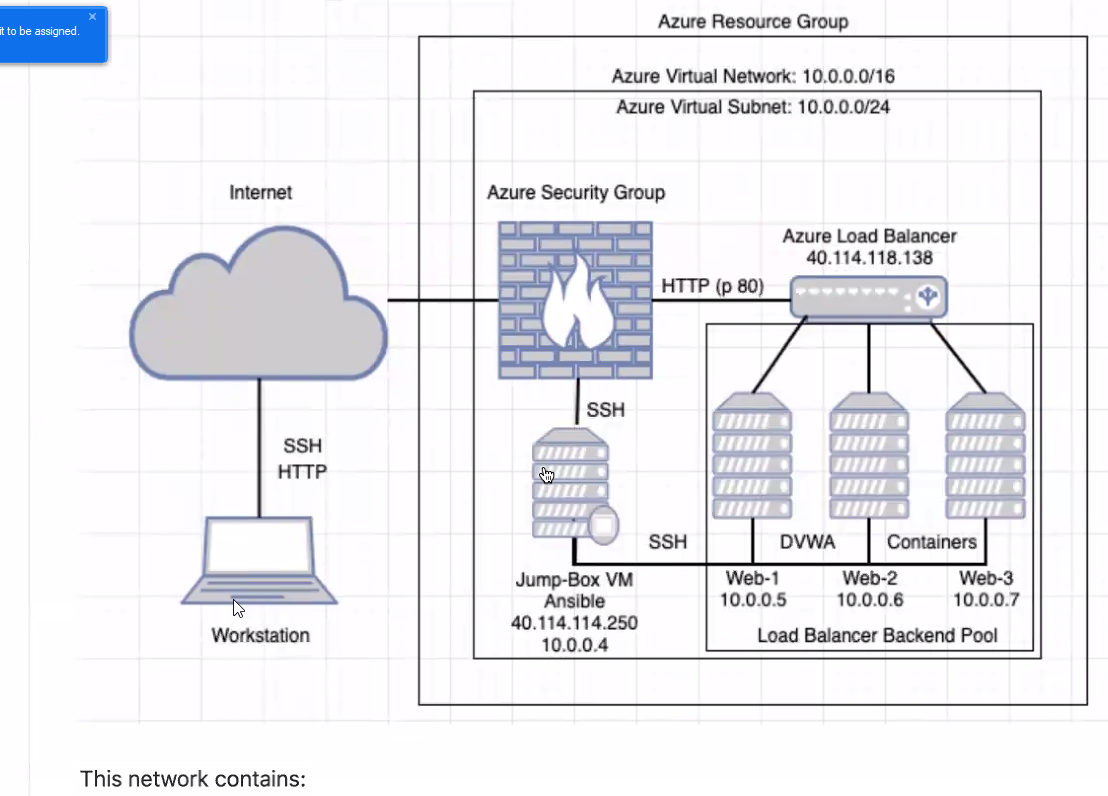 it to be assigned.
Azure Resource Group
Azure Virtual Network: 10.0.0.0/16
Azure Virtual Subnet: 10.0.0.0/24
Internet
Azure Security Group
Azure Load Balancer
40.114.118.138
HTTP (p 80)
SSH
SSH
HTTP
SSH
DVWA
Containers
Jump-Box VM
Ansible
40.114.114.250
10.0.0.4
Web-1
10.0.0.5
Web-2
10.0.0.6
Web-3
10.0.0.7
Workstation
Load Balancer Backend Pool
This network contains: